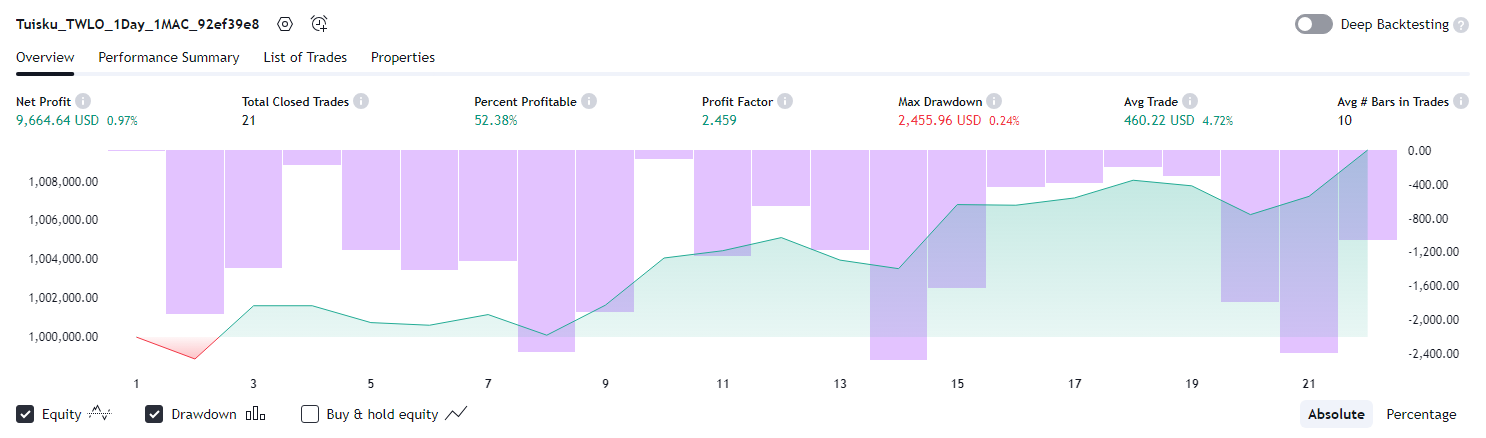 Tuisku_TWLO_1Day_1MAC_92ef39e8
Deep Backtesting ?
Overview Performance Summary List of Trades Properties
Net Profit i Total Closed Trades i Percent Profitable i Profit Factor i Max Drawdown i Avg Trade i Avg # Bars in Trades i
9,664.64 USD 0.97% 21 52.38% 2.459 2,455.96 USD 0.24% 460.22 USD 4.72% 10
0.00
1,008,000.00 -400.00
1,006,000.00 -800.00
1,004,000.00 -1,200.00
-1,600.00
1,002,000.00
-2,000.00
1,000,000.00
-2,400.00
1 3 5 7 9 11 13 15 17 19 21
Equity Drawdown Buy & hold equity Absolute Percentage